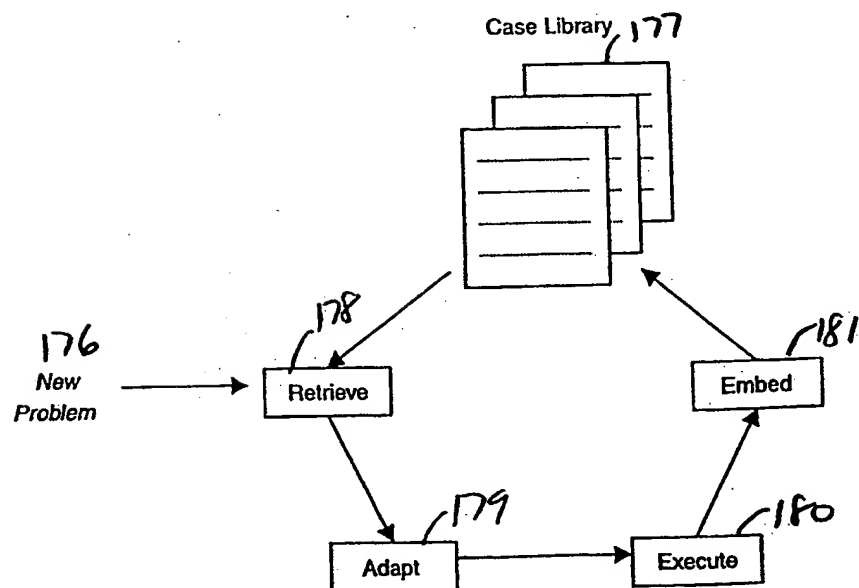 Case Library 177
178
176
New
Problem
Retrieve
181
Embed
179
Adapt
180
Execute